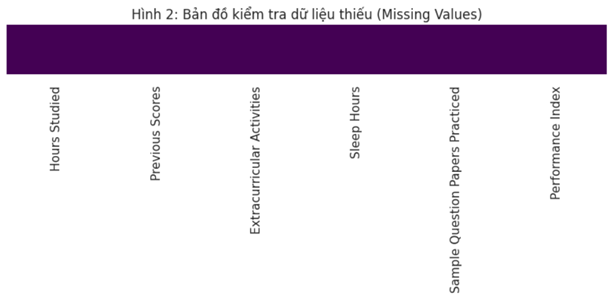 Hình 2: Bản đồ kiểm tra dữ liệu thiếu (Missing Values)
Hours Studied
Previous Scores
Extracurricular Activities
Sleep Hours
Sample Question Papers Practiced
Performance Index